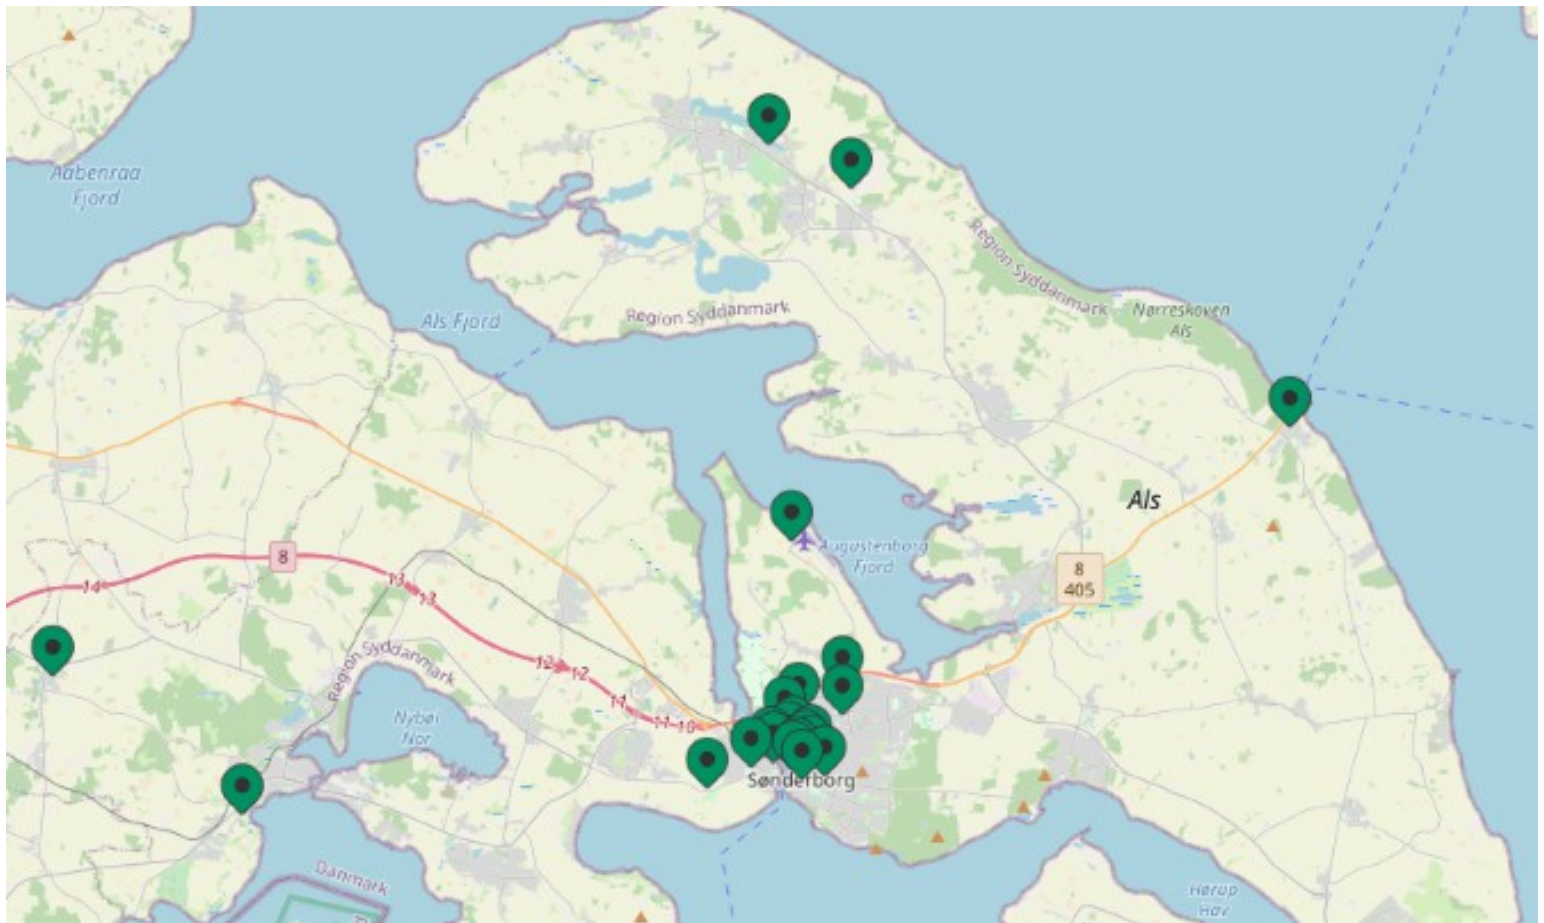 Aabenraa
Fjord
Region Syddanmark
Als Fjord
Region Syddanmark
Nørreskoven
Als
Als
Augustenborg
Fjord
8
8
405
14
13
13
12
12
11
11
10
Region Syddanmark
Nybøl
Nor
Sønderborg
Danmark
Hørup
Hav